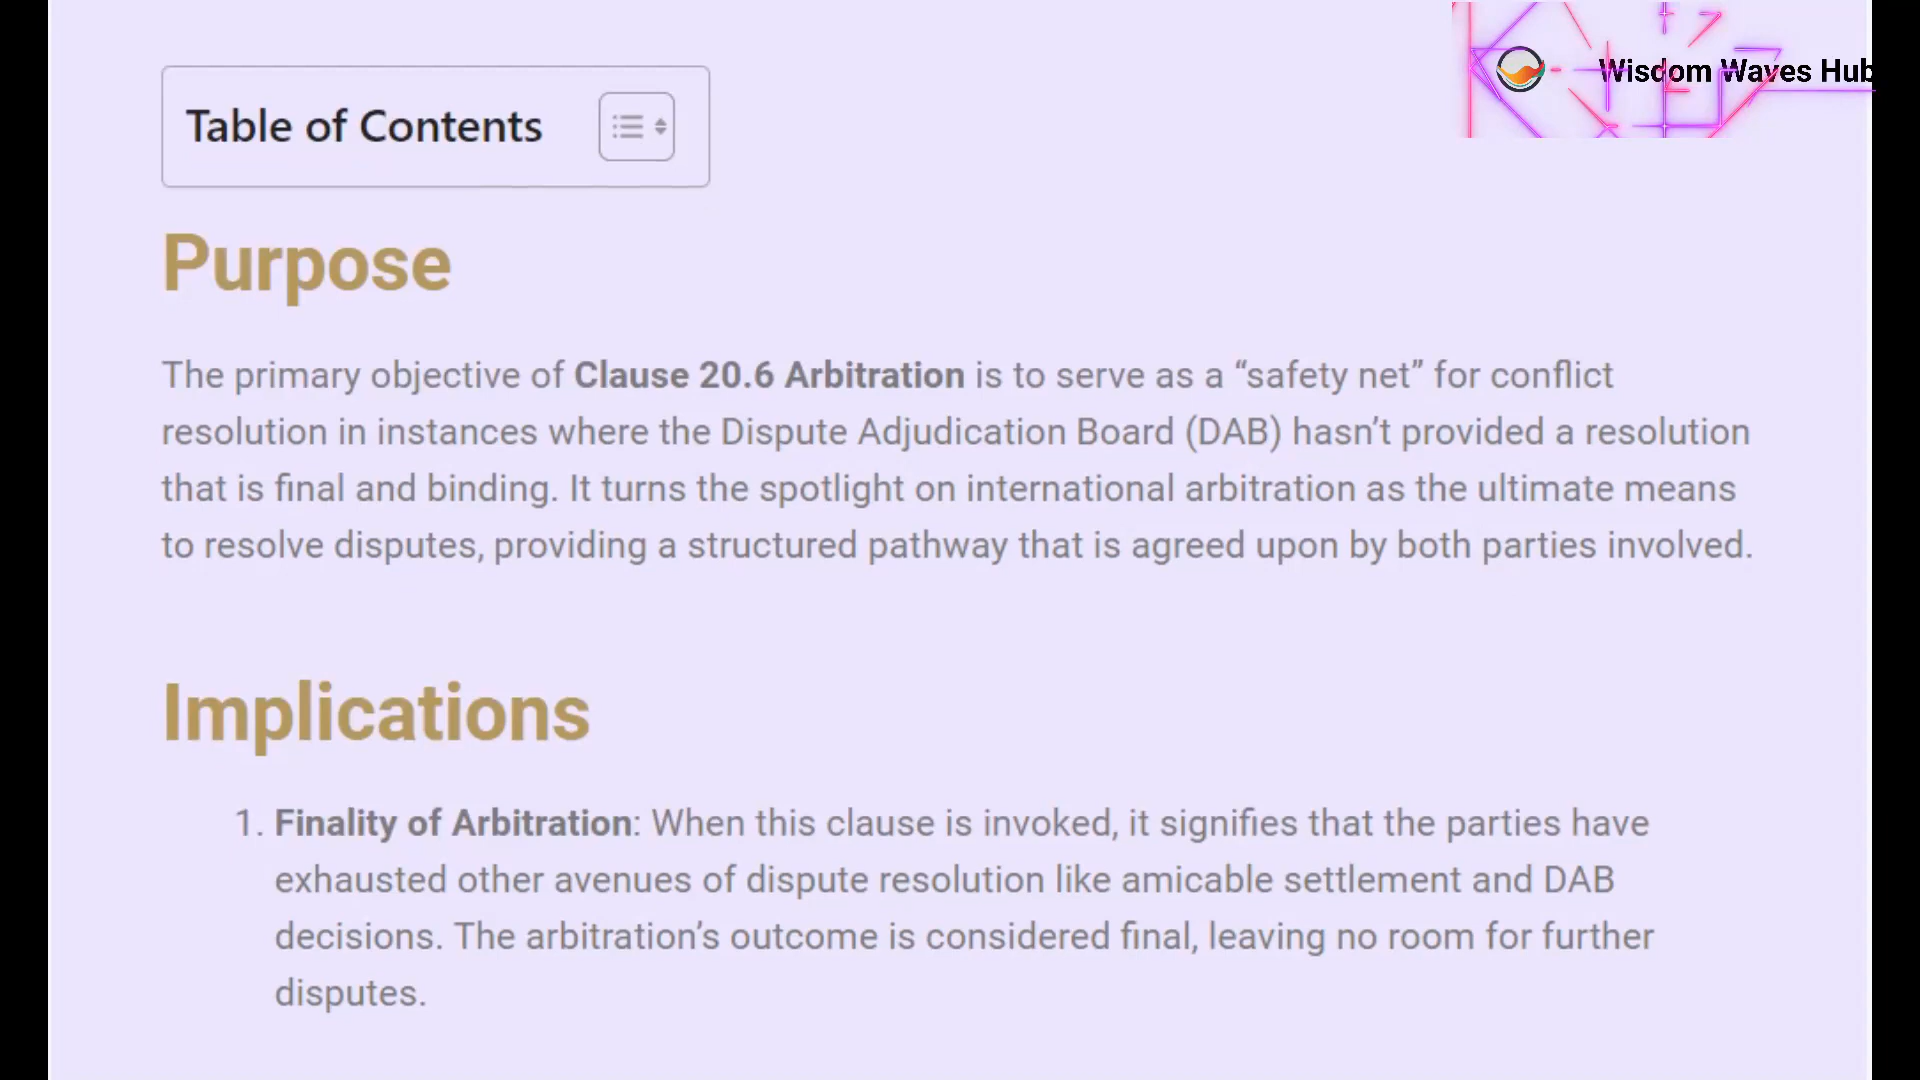 Wisdom Waves Hub
Table of Contents
Purpose
The primary objective of Clause 20.6 Arbitration is to serve as a “safety net” for conflict
resolution in instances where the Dispute Adjudication Board (DAB) hasn’t provided a resolution
that is final and binding. It turns the spotlight on international arbitration as the ultimate means
to resolve disputes, providing a structured pathway that is agreed upon by both parties involved.
Implications
1. Finality of Arbitration: When this clause is invoked, it signifies that the parties have
exhausted other avenues of dispute resolution like amicable settlement and DAB
decisions. The arbitration’s outcome is considered final, leaving no room for further
disputes.